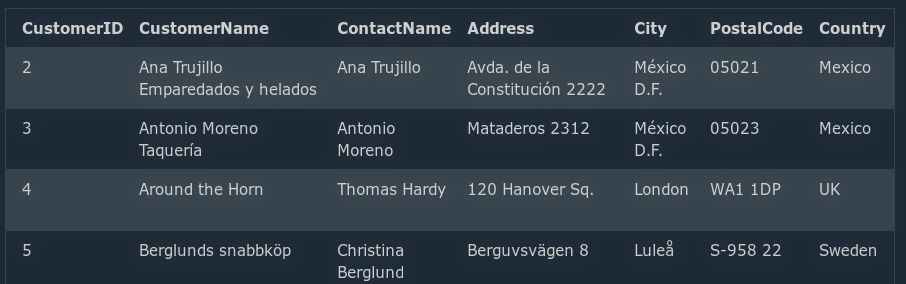 CustomerID CustomerName ContactName Address City PostalCode Country
2 Ana Trujillo Ana Trujillo Avda. de la México 05021 Mexico
Emparedados y helados Constitución 2222 D.F.
3 Antonio Moreno Antonio Mataderos 2312 México 05023 Mexico
Taquería Moreno D.F.
4 Around the Horn Thomas Hardy 120 Hanover Sq. London WA1 1DP UK
5 Berglunds snabbköp Christina Berguvsvägen 8 Luleå S-958 22 Sweden
Berglund